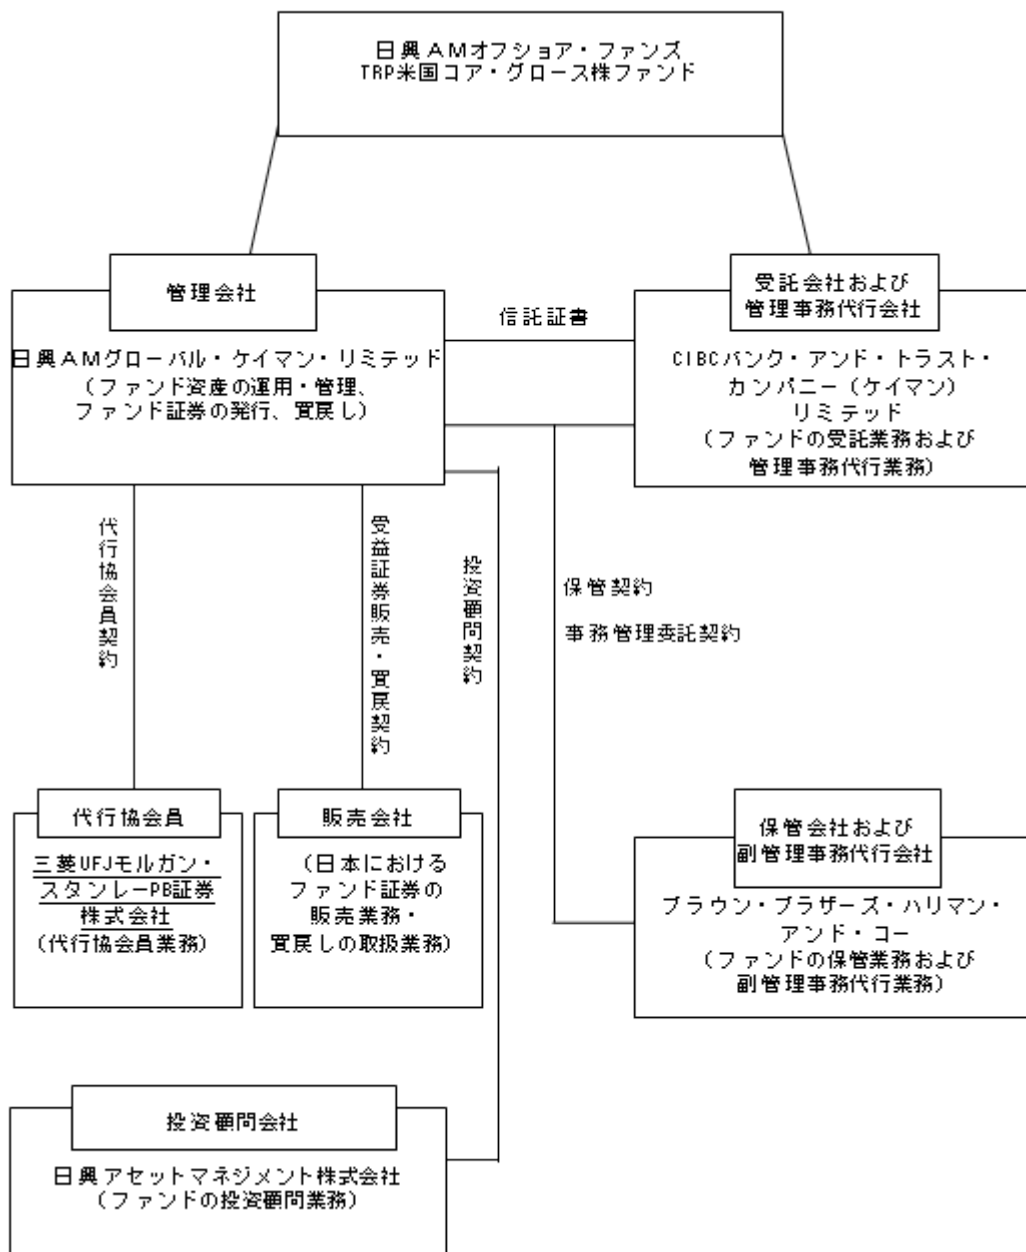 日興AMオフショア・ファンズ
TRP米国コア・グロース株ファンド
管理会社
日興AMグローバル・ケイマン・リミテッド
（ファンド資産の運用・管理、
ファンド証券の発行、買戻し）
信託証書
受託会社および
管理事務代行会社
CIBCバンク・アンド・トラスト・
カンパニー（ケイマン）
リミテッド
（ファンドの受託業務および
管理事務代行業務）
代行協会員契約
受益証券販売・買戻契約
投資顧問契約
保管契約
事務管理委託契約
代行協会員
三菱UFJモルガン・
スタンレーPB証券
株式会社
（代行協会員業務）
販売会社
（日本における
ファンド証券の
販売業務・
買戻しの取扱業務）
保管会社および
副管理事務代行会社
ブラウン・ブラザーズ・ハリマン・
アンド・コー
（ファンドの保管業務および
副管理事務代行業務）
投資顧問会社
日興アセットマネジメント株式会社
（ファンドの投資顧問業務）